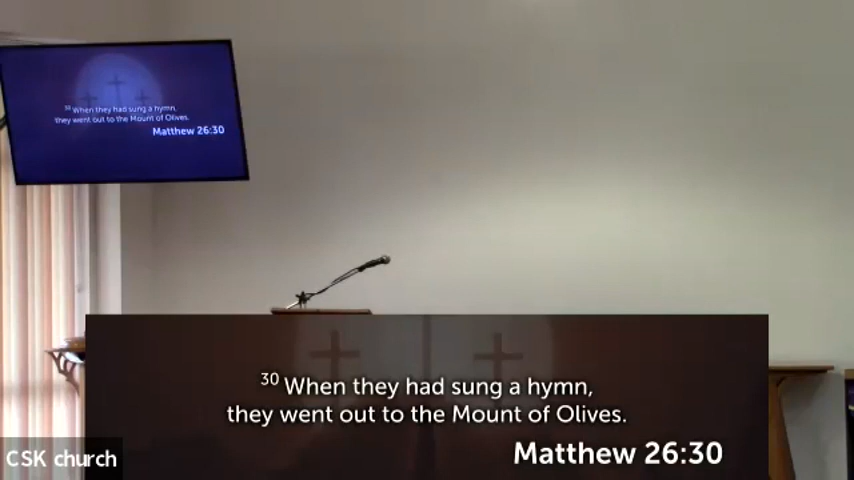 30 When they had sung a hymn,
they went out to the Mount of Olives.
Matthew 26:30
30 When they had sung a hymn,
they went out to the Mount of Olives.
Matthew 26:30
CSK church